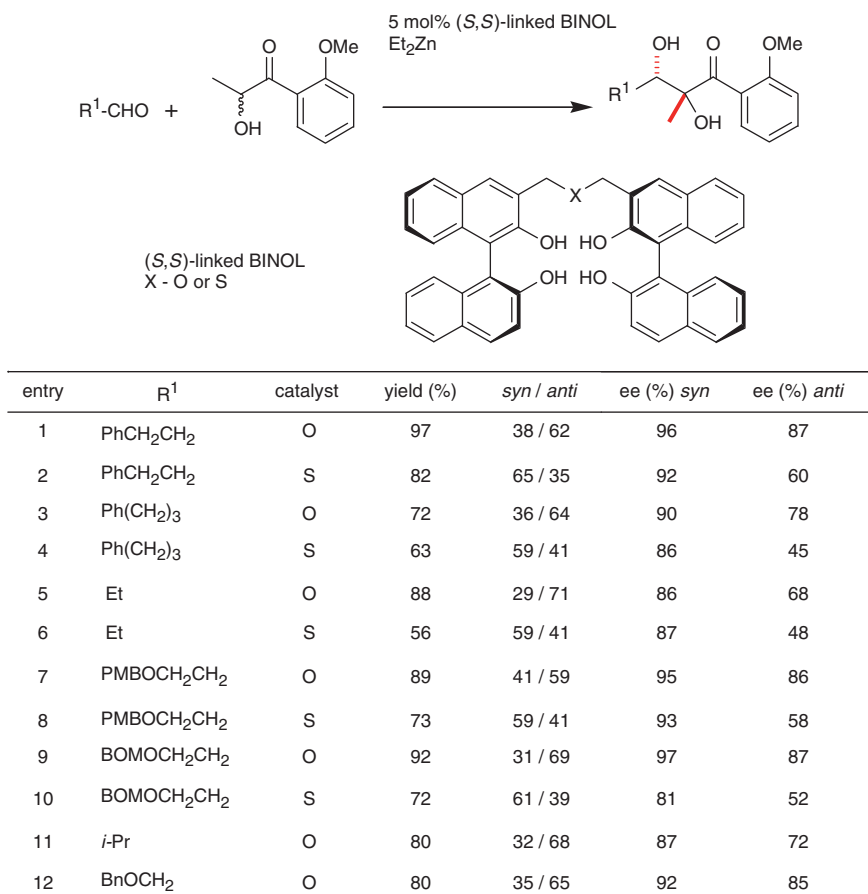 5 mol% (S,S)-linked BINOL
Et2Zn
R1-CHO +
O
OMe
OH
OH
O
OMe
R1
OH
X
OH
HO
OH
HO
(S,S)-linked BINOL
X - O or S
entry R1 catalyst yield (%) syn / anti ee (%) syn ee (%) anti
1 PhCH2CH2 O 97 38 / 62 96 87
2 PhCH2CH2 S 82 65 / 35 92 60
3 Ph(CH2)3 O 72 36 / 64 90 78
4 Ph(CH2)3 S 63 59 / 41 86 45
5 Et O 88 29 / 71 86 68
6 Et S 56 59 / 41 87 48
7 PMBOCH2CH2 O 89 41 / 59 95 86
8 PMBOCH2CH2 S 73 59 / 41 93 58
9 BOMOCH2CH2 O 92 31 / 69 97 87
10 BOMOCH2CH2 S 72 61 / 39 81 52
11 i-Pr O 80 32 / 68 87 72
12 BnOCH2 O 80 35 / 65 92 85